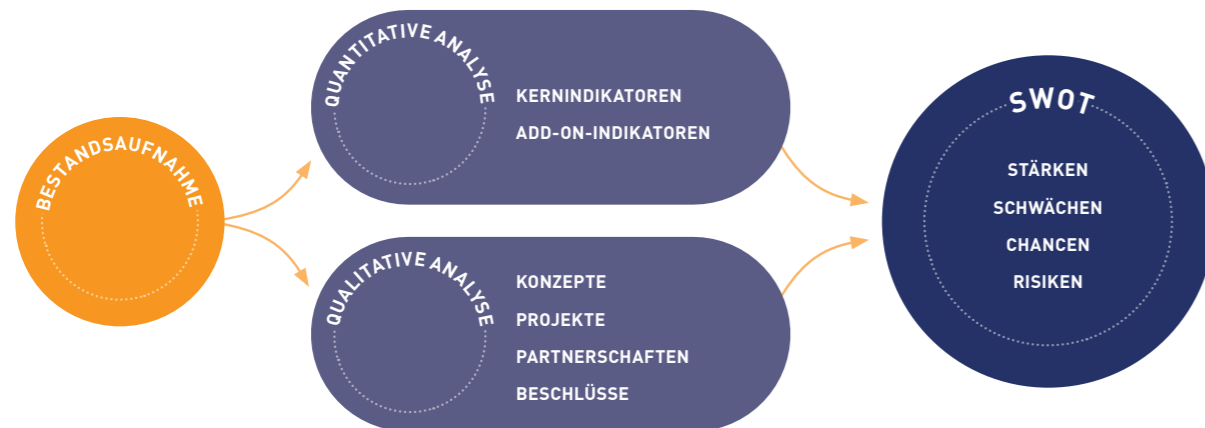 BESTANDSAUFNAHME
QUANTITATIVE ANALYSE
KERNINDIKATOREN
ADD-ON-INDIKATOREN
QUALITATIVE ANALYSE
KONZEPTE
PROJEKTE
PARTNERSCHAFTEN
BESCHLÜSSE
SWOT
STÄRKEN
SCHWÄCHEN
CHANCEN
RISIKEN